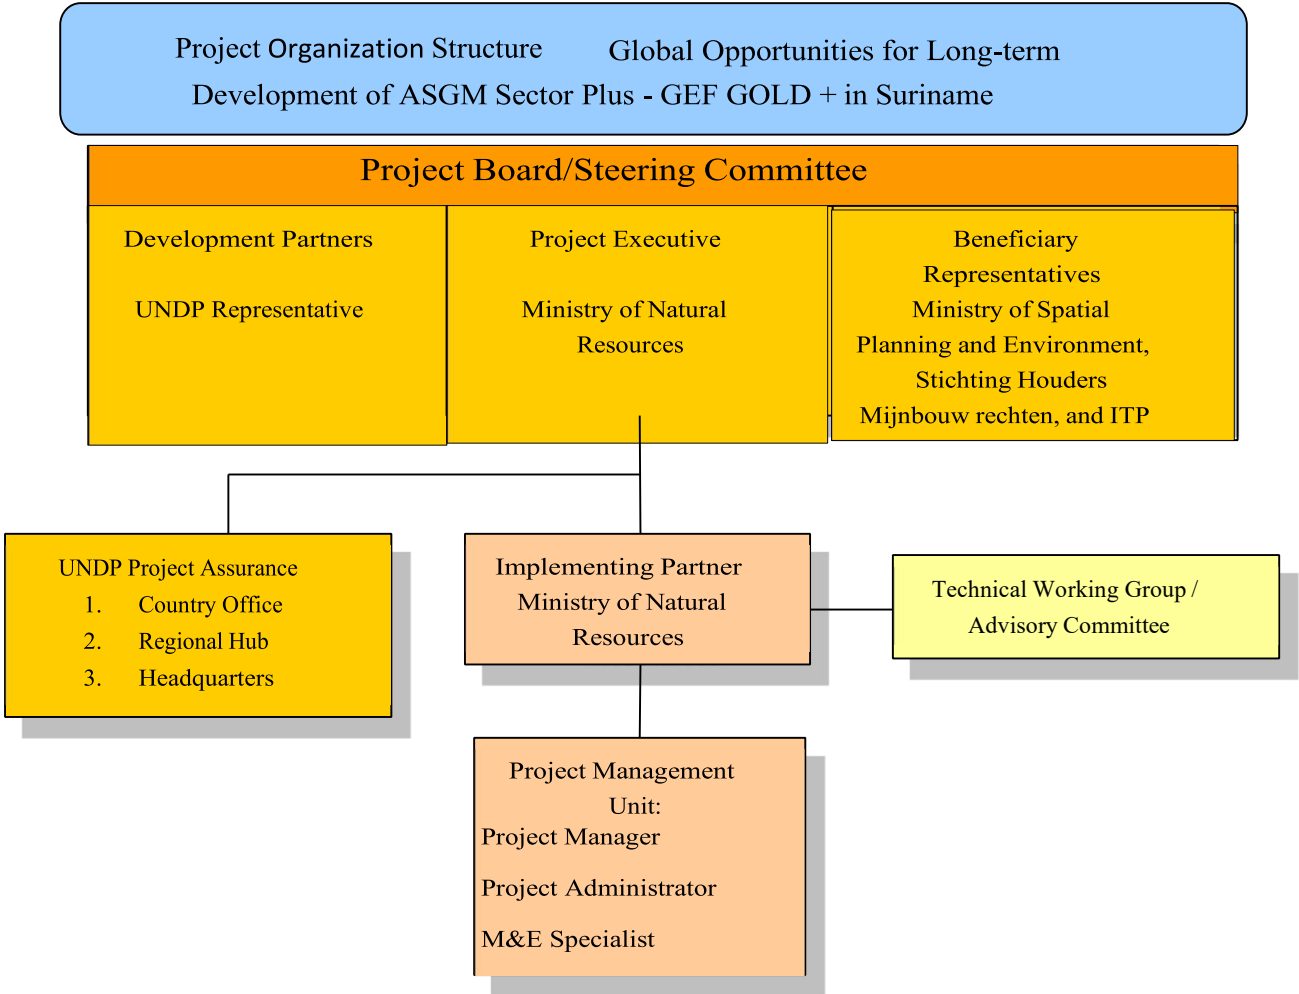 Project Organization Structure Global Opportunities for Long-term
Development of ASGM Sector Plus - GEF GOLD + in Suriname
Project Board/Steering Committee
Development Partners
UNDP Representative
Project Executive
Ministry of Natural
Resources
Beneficiary
Representatives
Ministry of Spatial
Planning and Environment,
Stichting Houders
Mijnbouw rechten, and ITP
UNDP Project Assurance
1. Country Office
2. Regional Hub
3. Headquarters
Implementing Partner
Ministry of Natural
Resources
Technical Working Group /
Advisory Committee
Project Management
Unit:
Project Manager
Project Administrator
M&E Specialist